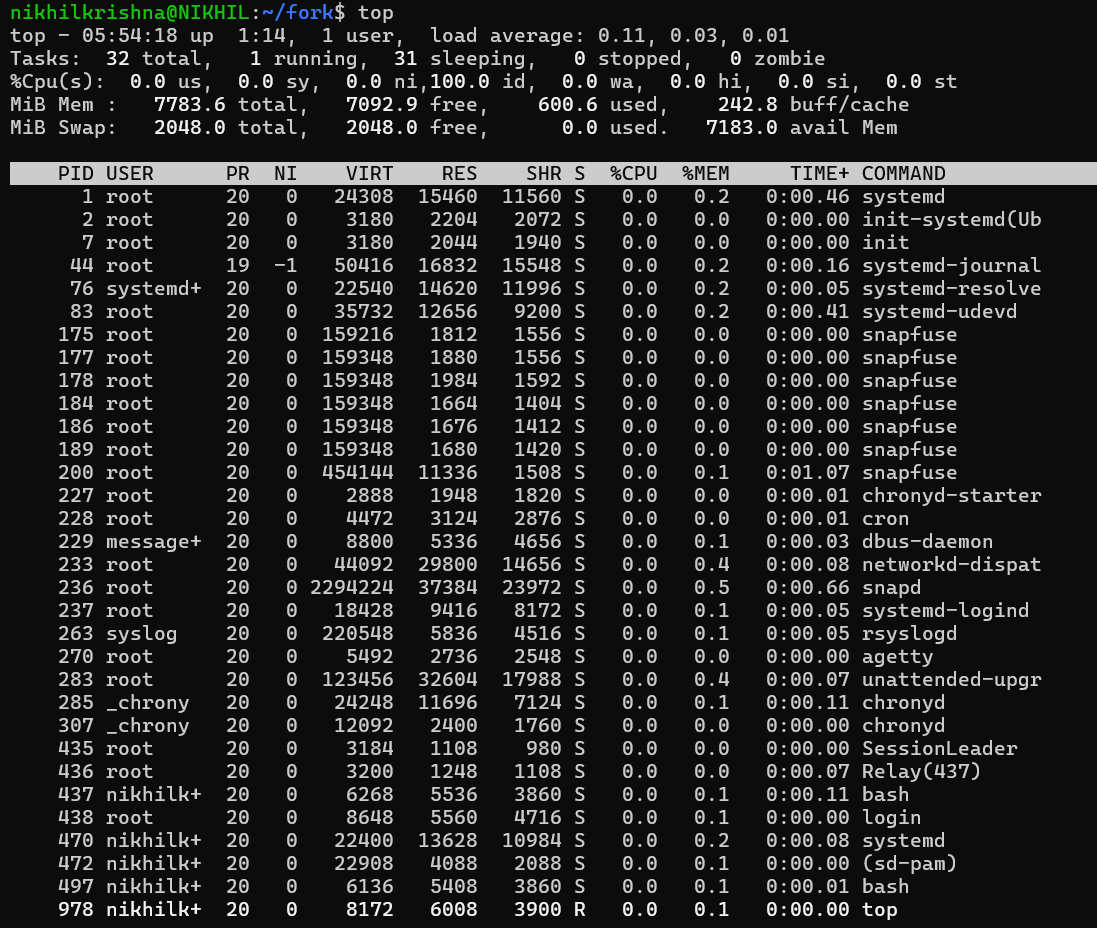 nikhilkrishna@NIKHIL:~/fork$ top
top - 05:54:18 up  1:14,  1 user,  load average: 0.11, 0.03, 0.01
Tasks:  32 total,   1 running,  31 sleeping,   0 stopped,   0 zombie
%Cpu(s):  0.0 us,  0.0 sy,  0.0 ni,100.0 id,  0.0 wa,  0.0 hi,  0.0 si,  0.0 st
MiB Mem :   7783.6 total,   7092.9 free,    600.6 used,    242.8 buff/cache
MiB Swap:   2048.0 total,   2048.0 free,      0.0 used.   7183.0 avail Mem
    PID USER      PR  NI    VIRT    RES    SHR S  %CPU  %MEM     TIME+ COMMAND
      1 root      20   0   24308  15460  11560 S   0.0   0.2   0:00.46 systemd
      2 root      20   0    3180   2204   2072 S   0.0   0.0   0:00.00 init-systemd(Ub
      7 root      20   0    3180   2044   1940 S   0.0   0.0   0:00.00 init
     44 root      19  -1   50416  16832  15548 S   0.0   0.2   0:00.16 systemd-journal
     76 systemd+  20   0   22540  14620  11996 S   0.0   0.2   0:00.05 systemd-resolve
     83 root      20   0   35732  12656   9200 S   0.0   0.2   0:00.41 systemd-udevd
    175 root      20   0  159216   1812   1556 S   0.0   0.0   0:00.00 snapfuse
    177 root      20   0  159348   1880   1556 S   0.0   0.0   0:00.00 snapfuse
    178 root      20   0  159348   1984   1592 S   0.0   0.0   0:00.00 snapfuse
    184 root      20   0  159348   1664   1404 S   0.0   0.0   0:00.00 snapfuse
    186 root      20   0  159348   1676   1412 S   0.0   0.0   0:00.00 snapfuse
    189 root      20   0  159348   1680   1420 S   0.0   0.0   0:00.00 snapfuse
    200 root      20   0  454144  11336   1508 S   0.0   0.1   0:01.07 snapfuse
    227 root      20   0    2888   1948   1820 S   0.0   0.0   0:00.01 chronyd-starter
    228 root      20   0    4472   3124   2876 S   0.0   0.0   0:00.01 cron
    229 message+  20   0    8800   5336   4656 S   0.0   0.1   0:00.03 dbus-daemon
    233 root      20   0   44092  29800  14656 S   0.0   0.4   0:00.08 networkd-dispat
    236 root      20   0 2294224  37384  23972 S   0.0   0.5   0:00.66 snapd
    237 root      20   0   18428   9416   8172 S   0.0   0.1   0:00.05 systemd-logind
    263 syslog    20   0  220548   5836   4516 S   0.0   0.1   0:00.05 rsyslogd
    270 root      20   0    5492   2736   2548 S   0.0   0.0   0:00.00 agetty
    283 root      20   0  123456  32604  17988 S   0.0   0.4   0:00.07 unattended-upgr
    285 _chrony   20   0   24248  11696   7124 S   0.0   0.1   0:00.11 chronyd
    307 _chrony   20   0   12092   2400   1760 S   0.0   0.0   0:00.00 chronyd
    435 root      20   0    3184   1108    980 S   0.0   0.0   0:00.00 SessionLeader
    436 root      20   0    3200   1248   1108 S   0.0   0.0   0:00.07 Relay(437)
    437 nikhilk+  20   0    6268   5536   3860 S   0.0   0.1   0:00.11 bash
    438 root      20   0    8648   5560   4716 S   0.0   0.1   0:00.00 login
    470 nikhilk+  20   0   22400  13628  10984 S   0.0   0.2   0:00.08 systemd
    472 nikhilk+  20   0   22908   4088   2088 S   0.0   0.1   0:00.00 (sd-pam)
    497 nikhilk+  20   0    6136   5408   3860 S   0.0   0.1   0:00.01 bash
    978 nikhilk+  20   0    8172   6008   3900 R   0.0   0.1   0:00.00 top